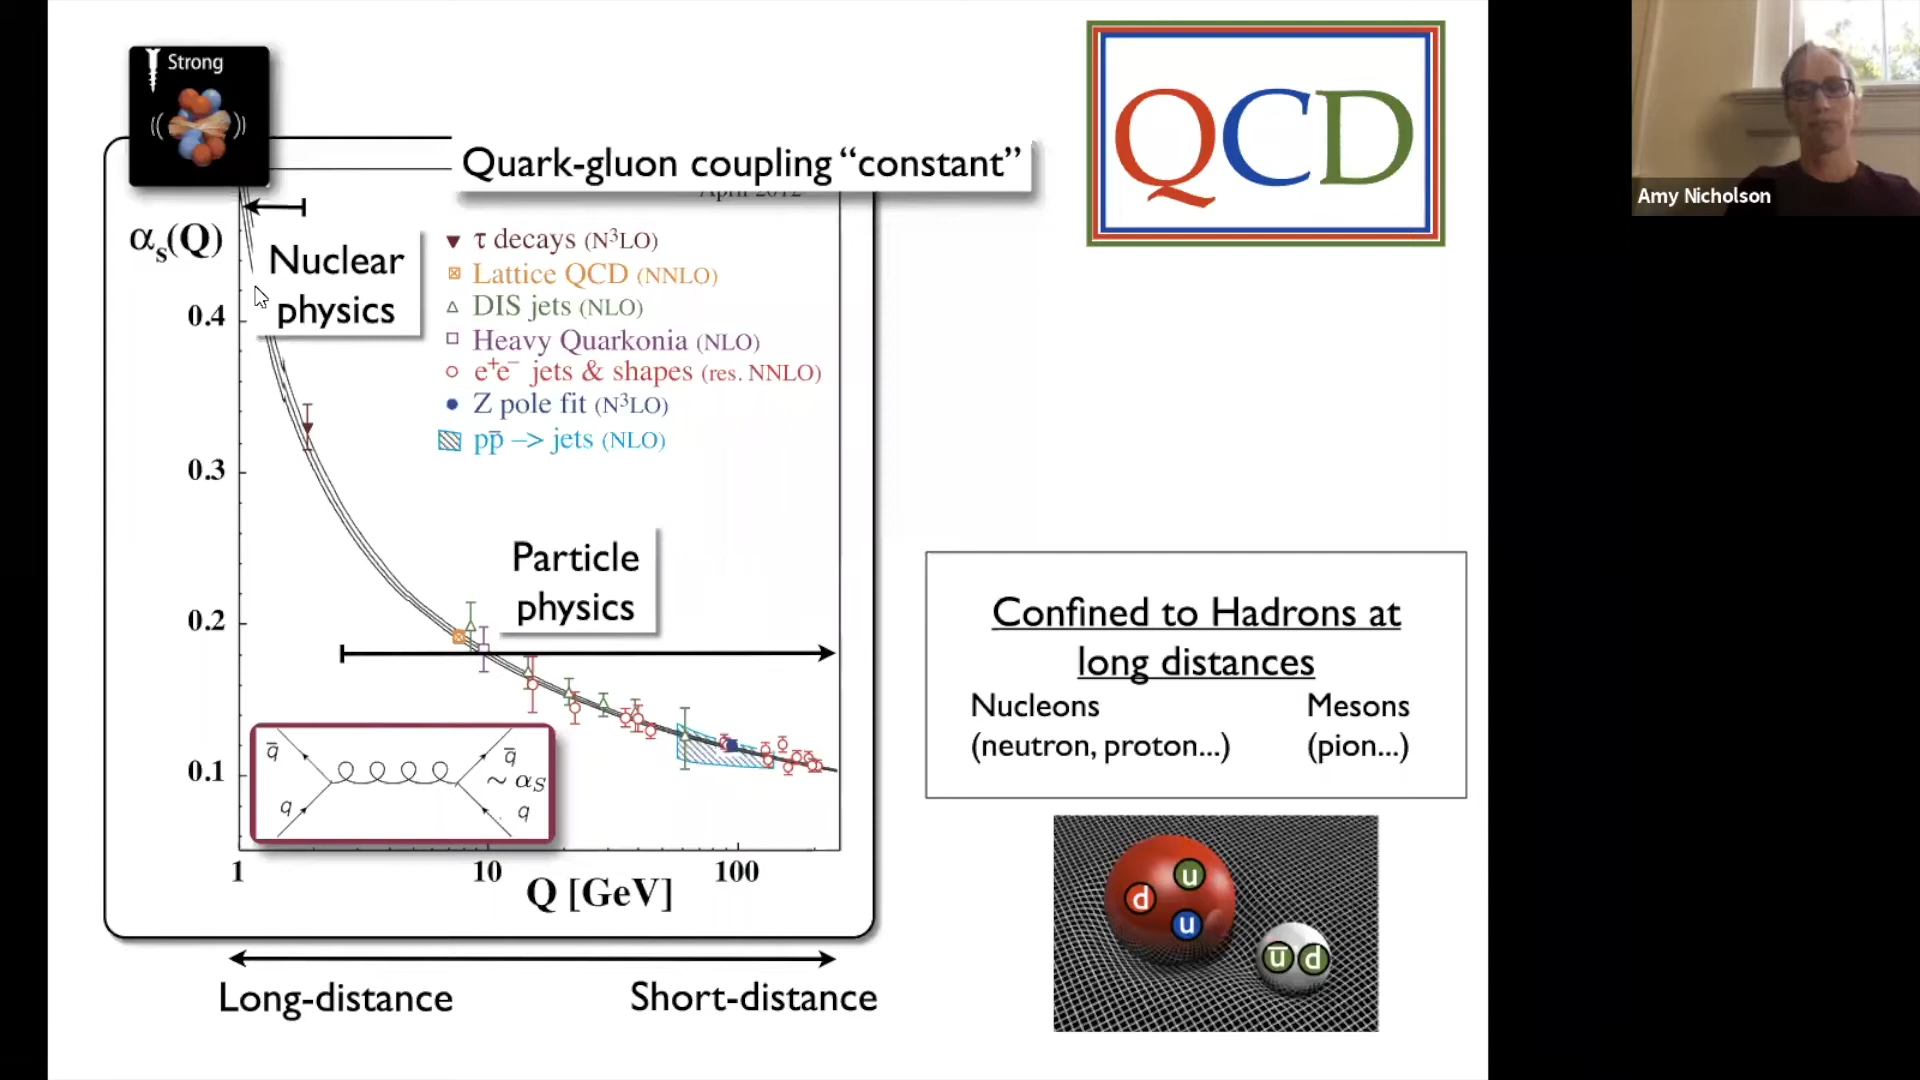 Strong
QCD
Quark-gluon coupling “constant”
April 2012
αs(Q)
Nuclear
physics
τ decays (N³LO)
Lattice QCD (NNLO)
DIS jets (NLO)
Heavy Quarkonia (NLO)
e⁺e⁻ jets & shapes (res. NNLO)
Z pole fit (N³LO)
pp̅ –> jets (NLO)
0.4
0.3
0.2
0.1
Particle
physics
q̅
q
q̅
~ αS
q
1
10
100
Q [GeV]
Long-distance
Short-distance
Confined to Hadrons at
long distances
Nucleons
(neutron, proton...)
Mesons
(pion...)
d
u
u
u̅ d
Amy Nicholson